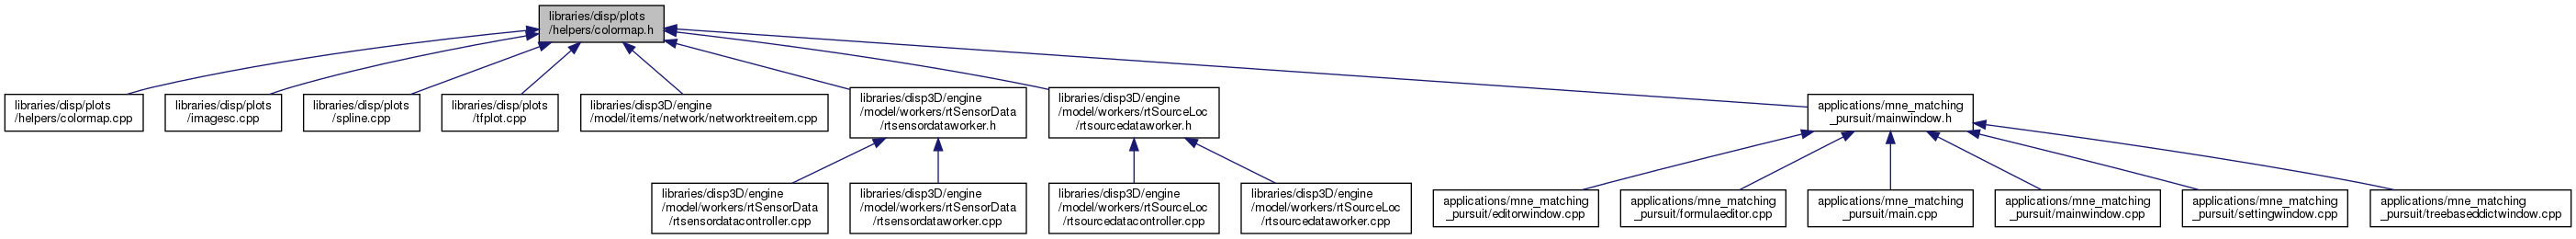 libraries/disp/plots
/helpers/colormap.h
libraries/disp/plots
/helpers/colormap.cpp
libraries/disp/plots
/imagesc.cpp
libraries/disp/plots
/spline.cpp
libraries/disp/plots
/tfplot.cpp
libraries/disp3D/engine
/model/items/network/networktreeitem.cpp
libraries/disp3D/engine
/model/workers/rtSensorData
/rtsensordataworker.h
libraries/disp3D/engine
/model/workers/rtSourceLoc
/rtsourcedataworker.h
applications/mne_matching
_pursuit/mainwindow.h
libraries/disp3D/engine
/model/workers/rtSensorData
/rtsensordatacontroller.cpp
libraries/disp3D/engine
/model/workers/rtSensorData
/rtsensordataworker.cpp
libraries/disp3D/engine
/model/workers/rtSourceLoc
/rtsourcedatacontroller.cpp
libraries/disp3D/engine
/model/workers/rtSourceLoc
/rtsourcedataworker.cpp
applications/mne_matching
_pursuit/editorwindow.cpp
applications/mne_matching
_pursuit/formulaeditor.cpp
applications/mne_matching
_pursuit/main.cpp
applications/mne_matching
_pursuit/mainwindow.cpp
applications/mne_matching
_pursuit/settingwindow.cpp
applications/mne_matching
_pursuit/treebaseddictwindow.cpp